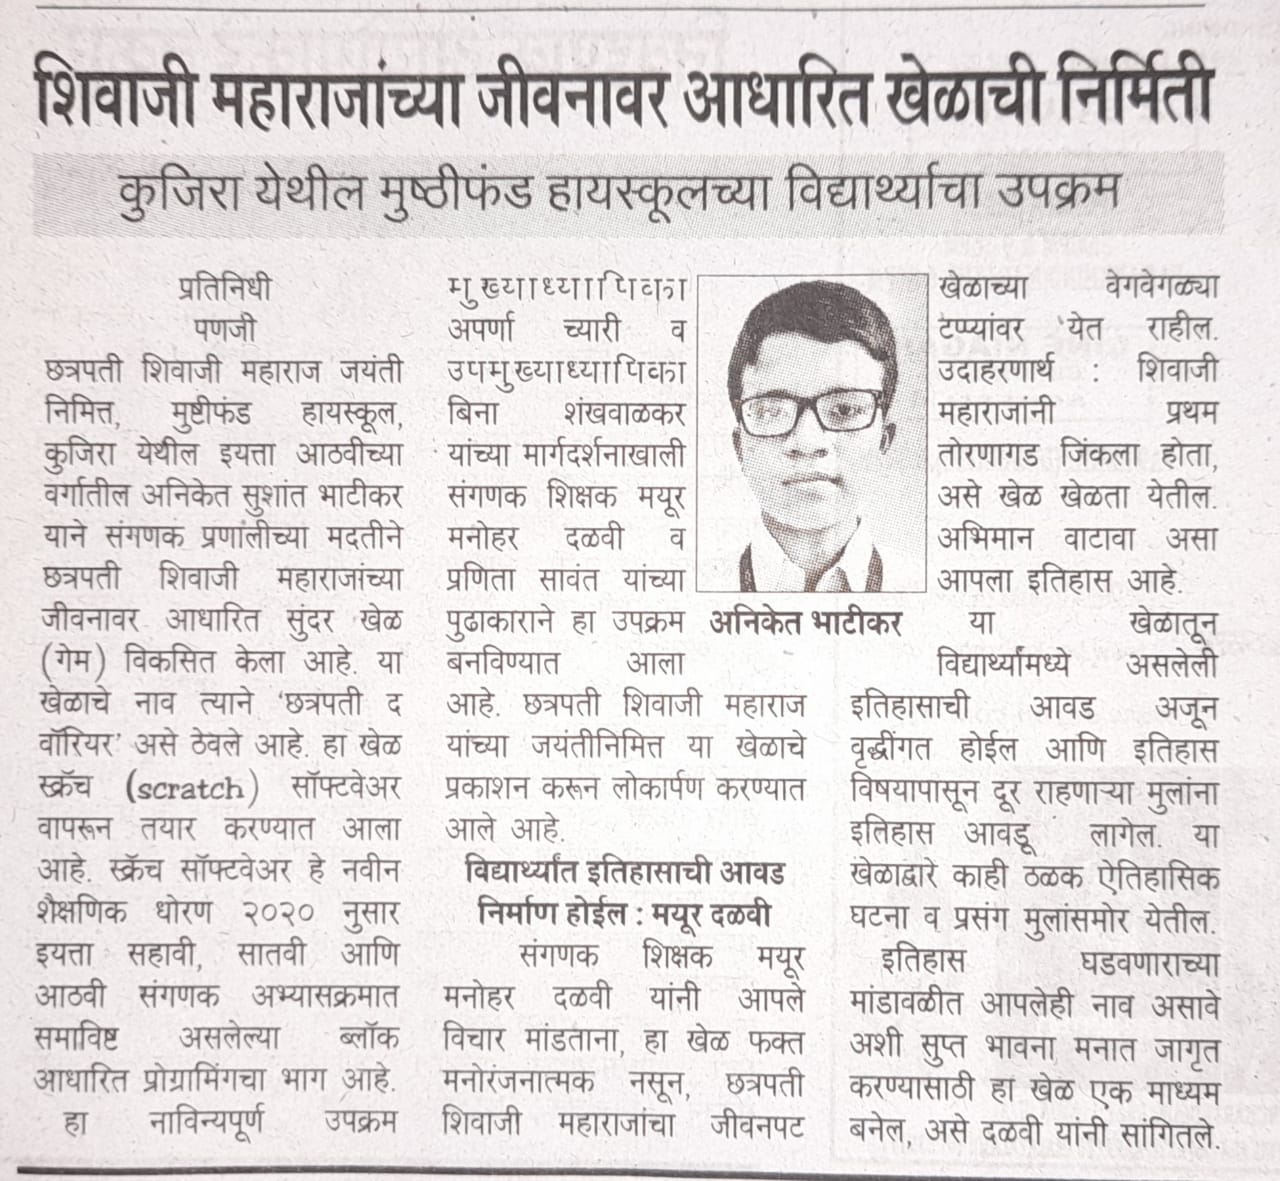 शिवाजी महाराजांच्या जीवनावर आधारित खेळाची निर्मिती
कुजिरा येथील मुष्ठीफंड हायस्कूलच्या विद्यार्थ्याचा उपक्रम
प्रतिनिधी
पणजी
छत्रपती शिवाजी महाराज जयंती
निमित्त, मुष्टीफंड हायस्कूल,
कुजिरा येथील इयत्ता आठवीच्या
वर्गातील अनिकेत सुशांत भाटीकर
याने संगणक प्रणालीच्या मदतीने
छत्रपती शिवाजी महाराजांच्या
जीवनावर आधारित सुंदर खेळ
(गेम) विकसित केला आहे. या
खेळाचे नाव त्याने 'छत्रपती द
वॉरियर' असे ठेवले आहे. हा खेळ
स्क्रॅच (scratch) सॉफ्टवेअर
वापरून तयार करण्यात आला
आहे. स्क्रॅच सॉफ्टवेअर हे नवीन
शैक्षणिक धोरण २०२० नुसार
इयत्ता सहावी, सातवी आणि
आठवी संगणक अभ्यासक्रमात
समाविष्ट असलेल्या ब्लॉक
आधारित प्रोग्रामिंगचा भाग आहे.
हा नाविन्यपूर्ण उपक्रम
मुख्याध्यापिका
अपर्णा च्यारी व
उपमुख्याध्यापिका
बिना शंखवाळकर
यांच्या मार्गदर्शनाखाली
संगणक शिक्षक मयूर
मनोहर दळवी व
प्रणिता सावंत यांच्या
पुढाकाराने हा उपक्रम
बनविण्यात आला
आहे. छत्रपती शिवाजी महाराज
यांच्या जयंतीनिमित्त या खेळाचे
प्रकाशन करून लोकार्पण करण्यात
आले आहे.
विद्यार्थ्यांत इतिहासाची आवड
निर्माण होईल : मयूर दळवी
संगणक शिक्षक मयूर
मनोहर दळवी यांनी आपले
विचार मांडताना, हा खेळ फक्त
मनोरंजनात्मक नसून, छत्रपती
शिवाजी महाराजांचा जीवनपट
अनिकेत भाटीकर
खेळाच्या वेगवेगळ्या
टप्प्यांवर येत राहील.
उदाहरणार्थ : शिवाजी
महाराजांनी प्रथम
तोरणागड जिंकला होता,
असे खेळ खेळता येतील.
अभिमान वाटावा असा
आपला इतिहास आहे.
या खेळातून
विद्यार्थ्यांमध्ये असलेली
इतिहासाची आवड अजून
वृद्धींगत होईल आणि इतिहास
विषयापासून दूर राहणाऱ्या मुलांना
इतिहास आवडू लागेल. या
खेळाद्वारे काही ठळक ऐतिहासिक
घटना व प्रसंग मुलांसमोर येतील.
इतिहास घडवणाराच्या
मांडावळीत आपलेही नाव असावे
अशी सुप्त भावना मनात जागृत
करण्यासाठी हा खेळ एक माध्यम
बनेल, असे दळवी यांनी सांगितले.